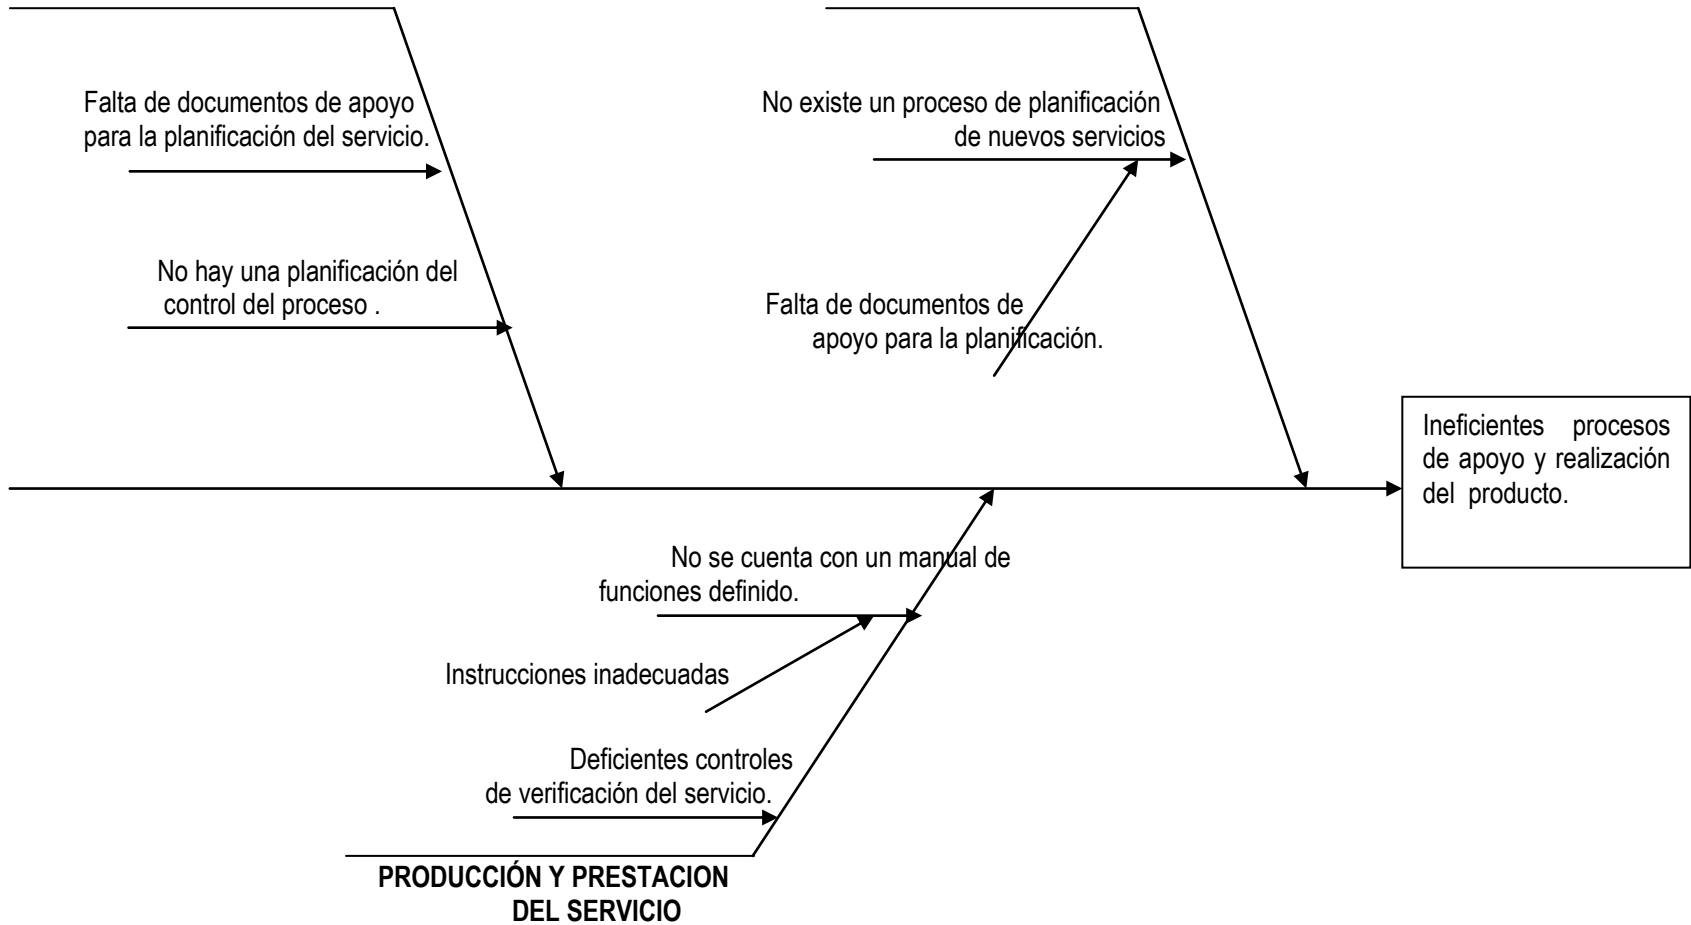 Falta de documentos de apoyo
para la planificación del servicio.
No hay una planificación del
control del proceso .
No existe un proceso de planificación
de nuevos servicios
Falta de documentos de
apoyo para la planificación.
Ineficientes procesos
de apoyo y realización
del producto.
No se cuenta con un manual de
funciones definido.
Instrucciones inadecuadas
Deficientes controles
de verificación del servicio.
PRODUCCIÓN Y PRESTACION
DEL SERVICIO